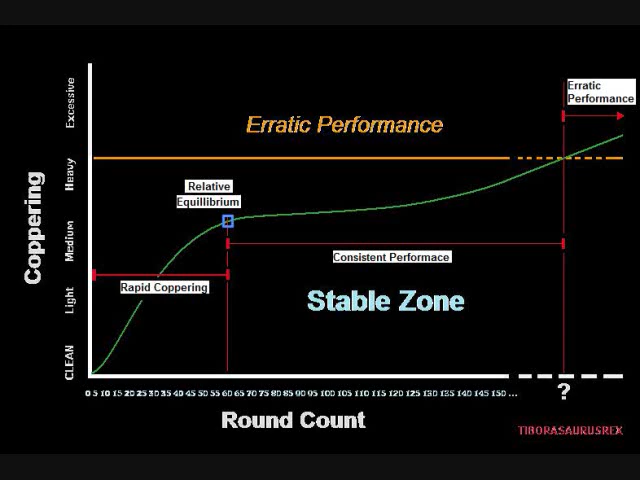 Erratic
Performance
Erratic Performance
Excessive
Heavy
Medium
Light
CLEAN
Coppering
Relative
Equillibrium
Consistent Performace
Rapid Coppering
Stable Zone
0 5 10 15 20 25 30 35 40 45 50 55 60 65 70 75 80 85 90 95 100 105 110 115 120 125 130 135 140 145 150 ...
?
Round Count
TIBORASAURUSREX